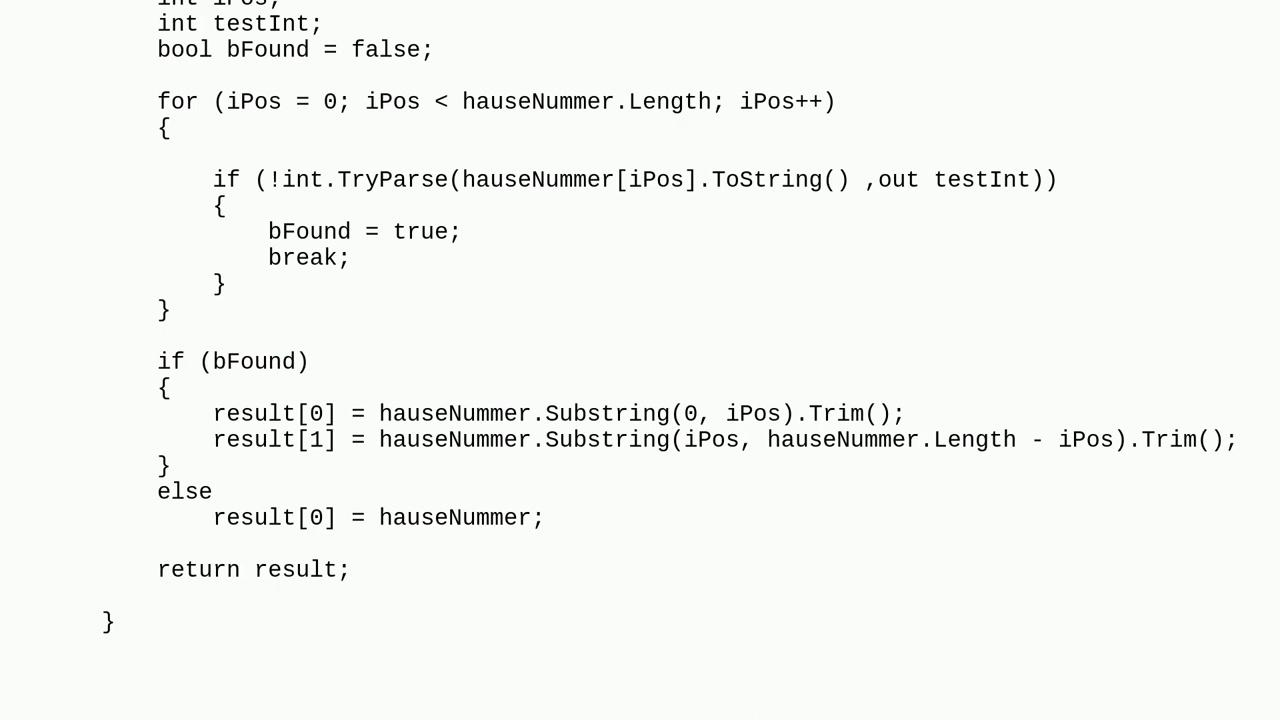 int iPos;
int testInt;
bool bFound = false;
for (iPos = 0; iPos < hauseNummer.Length; iPos++)
{
if (!int.TryParse(hauseNummer[iPos].ToString() ,out testInt))
{
bFound = true;
break;
}
}
if (bFound)
{
result[0] = hauseNummer.Substring(0, iPos).Trim();
result[1] = hauseNummer.Substring(iPos, hauseNummer.Length - iPos).Trim();
}
else
result[0] = hauseNummer;
return result;
}